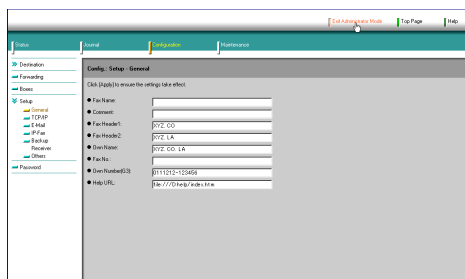 Exit Administrator Mode
Top Page
Help
Status
Journal
Configuration
Maintenance
Destination
Forwarding
Boxes
Setup
General
TCP/IP
E-Mail
IP-Fax
Backup
Receiver
Others
Password
Config.: Setup - General
Click [Apply] to ensure the settings take effect.
Fax Name:
Comment:
Fax Header1: XYZ. CO
Fax Header2: XYZ. LA
Own Name: XYZ. CO. LA
Fax No.:
Own Number(G3): 0111212-123456
Help URL: file:///D:help/index.htm